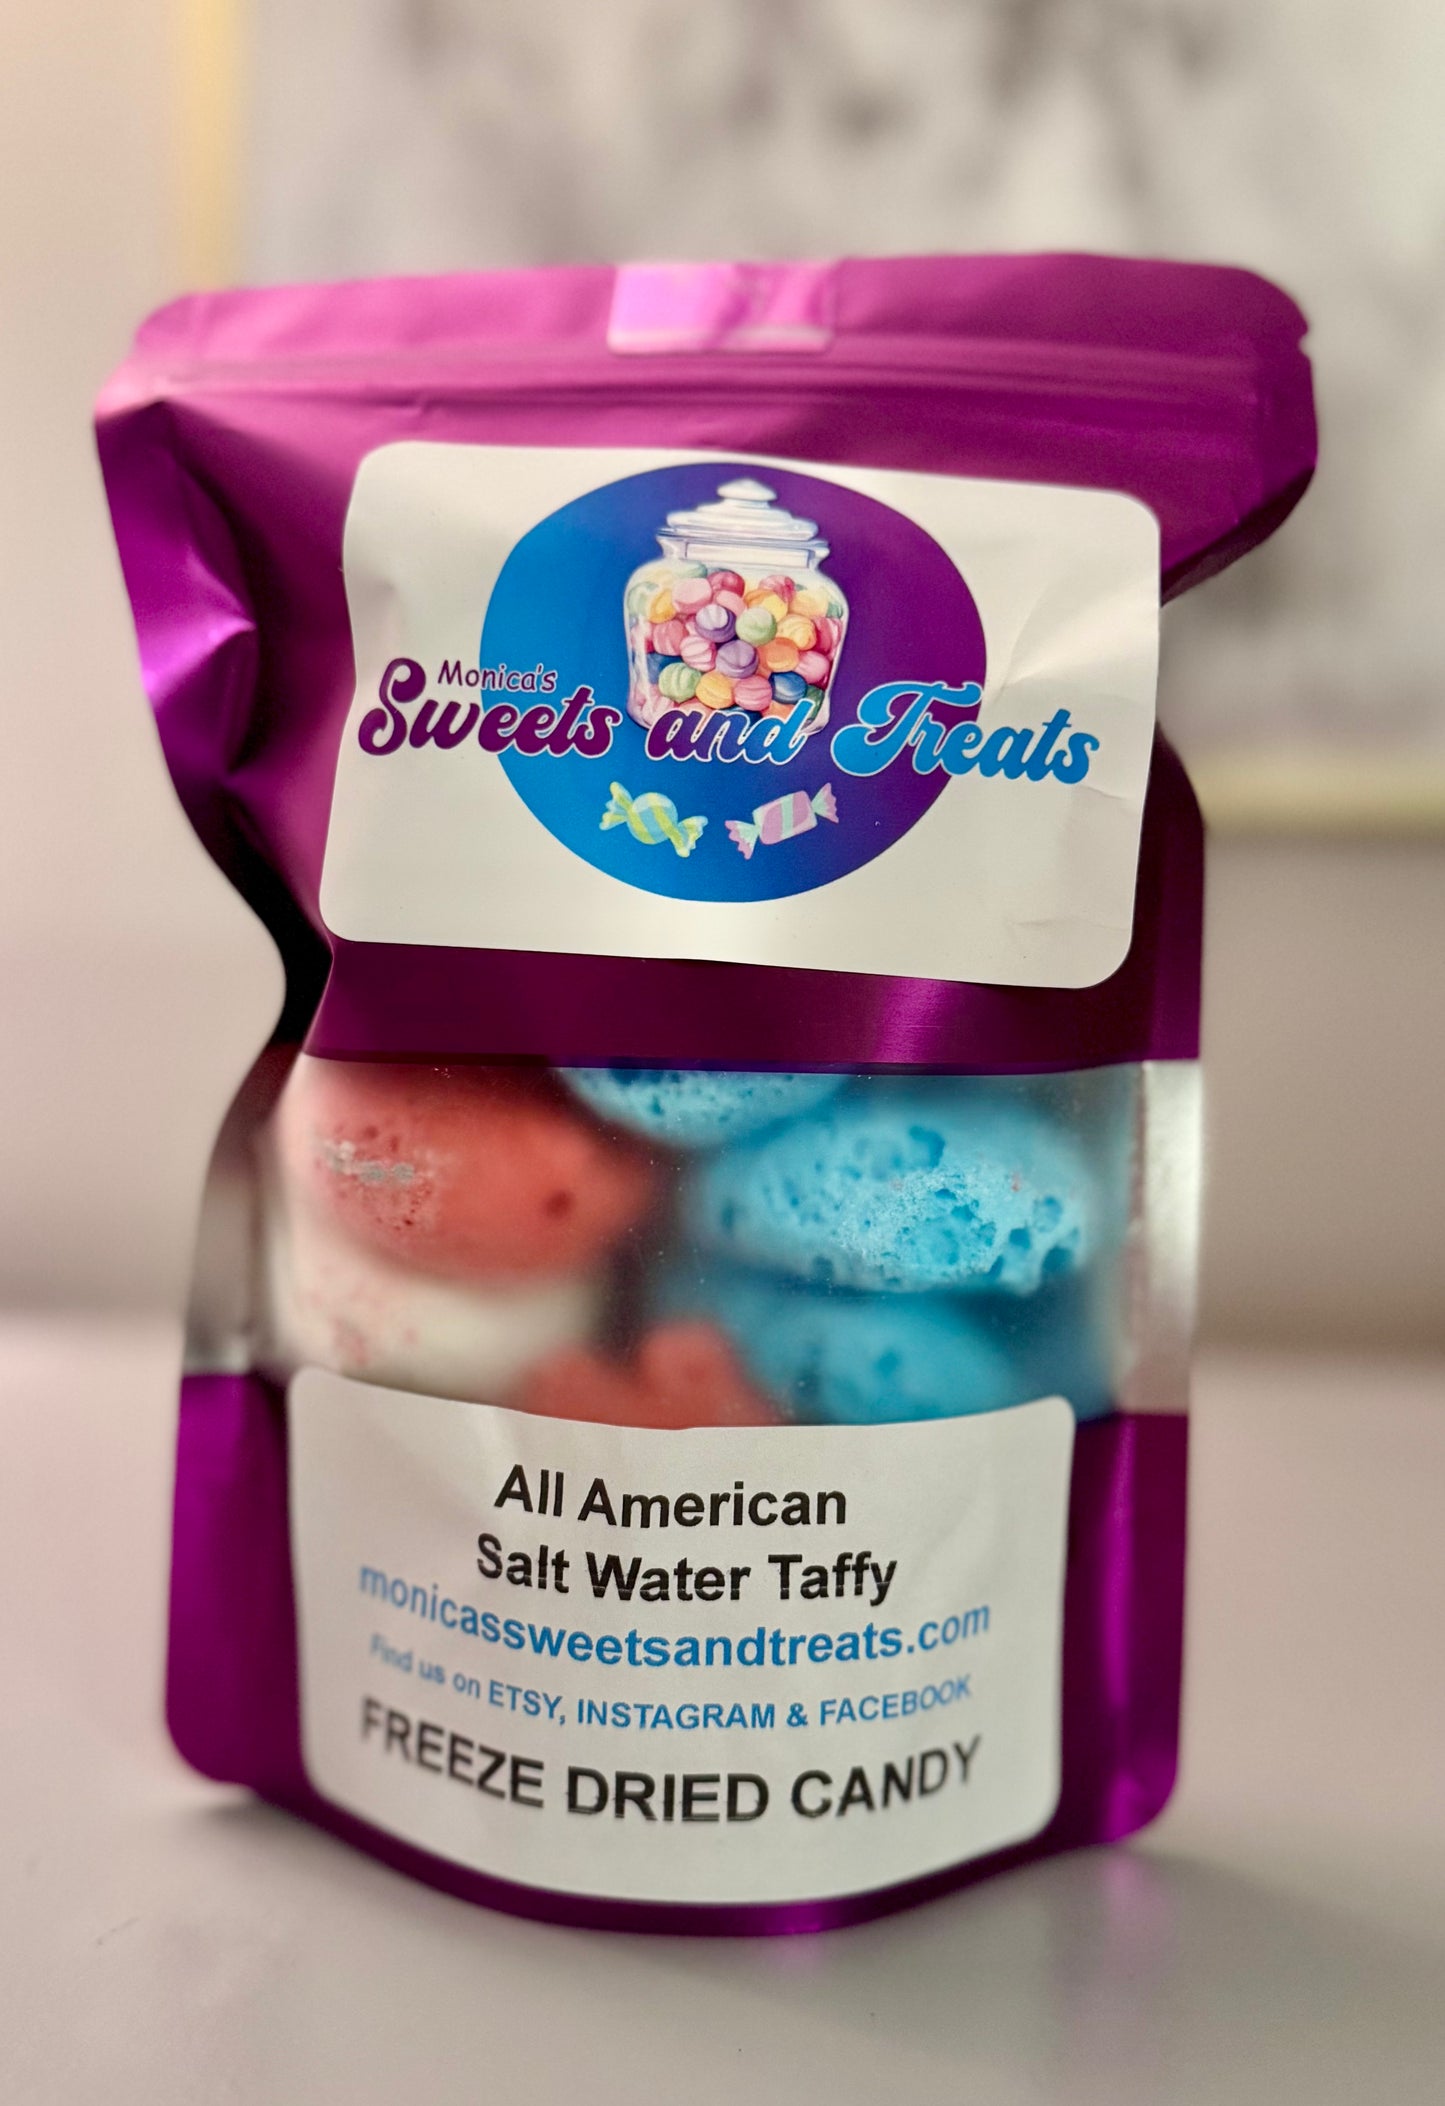 Monica's
Sweets and Treats
All American
Salt Water Taffy
monicassweetsandtreats.com
Find us on ETSY, INSTAGRAM & FACEBOOK
FREEZE DRIED CANDY